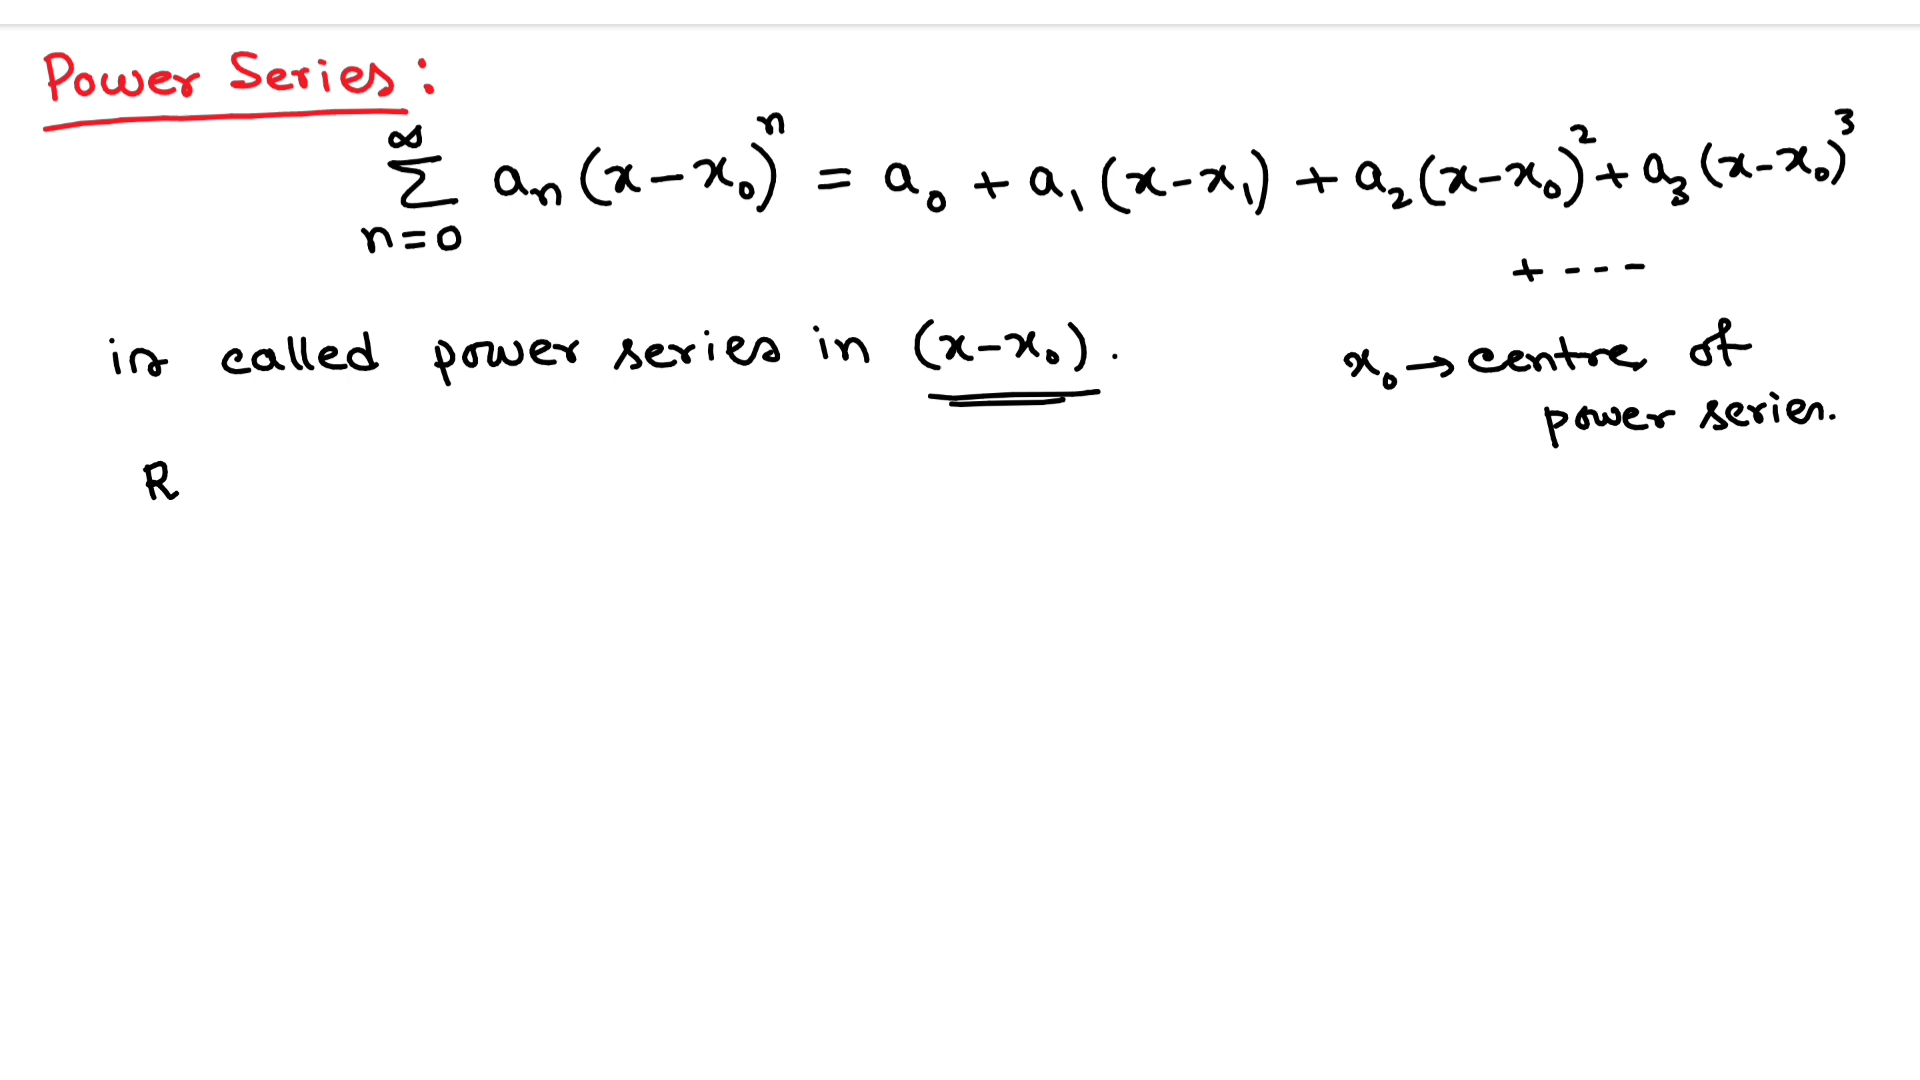 Power Series :
∞
∑ aₙ (x-x₀)ⁿ = a₀ + a₁ (x-x₁) + a₂ (x-x₀)² + a₃ (x-x₀)³
n=0
+ ----
is called power series in (x-x₀) .
x₀ → centre of
power series.
R